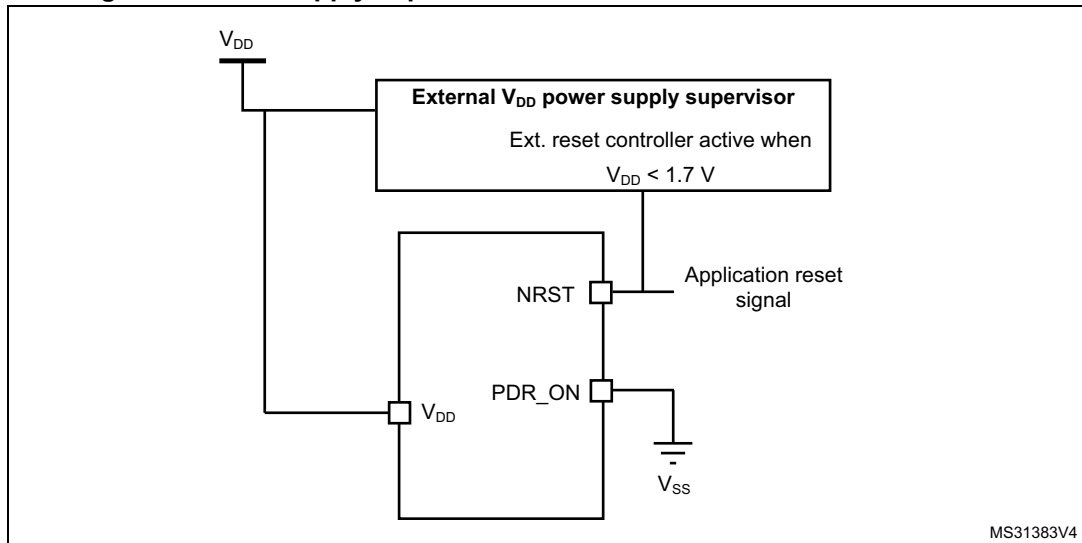 V_DD
External V_DD power supply supervisor
Ext. reset controller active when
V_DD < 1.7 V
NRST
Application reset
signal
PDR_ON
V_DD
V_SS
MS31383V4